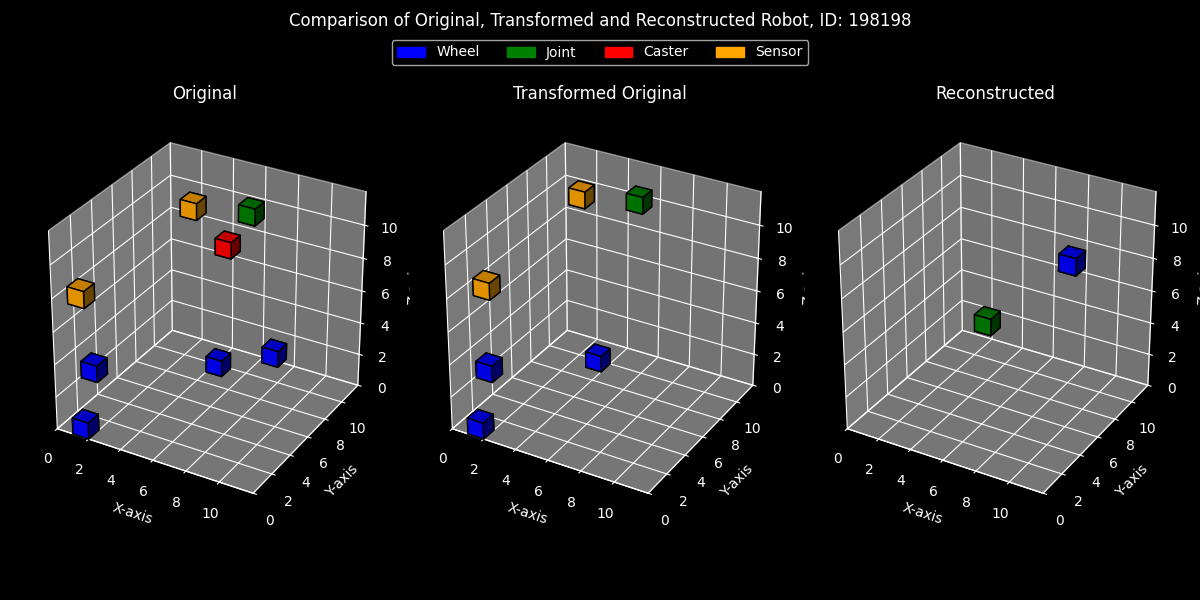 Comparison of Original, Transformed and Reconstructed Robot, ID: 198198
Wheel Joint Caster Sensor
Original
Transformed Original
Reconstructed
0 2 4 6 8 10
X-axis
0 2 4 6 8 10
Y-axis
0 2 4 6 8 10
0 2 4 6 8 10
X-axis
0 2 4 6 8 10
Y-axis
0 2 4 6 8 10
0 2 4 6 8 10
X-axis
0 2 4 6 8 10
Y-axis
0 2 4 6 8 10